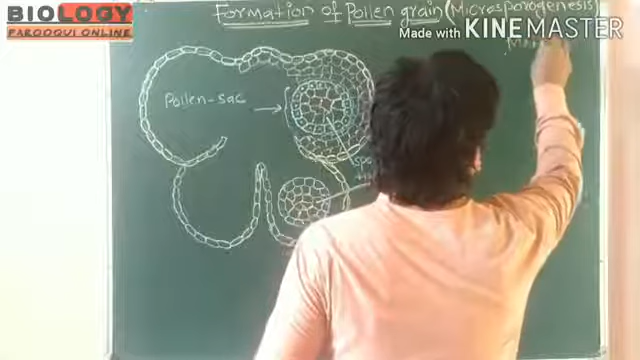 BIOLOGY
FAROOQUI ONLINE
Formation of Pollen grain (Microsporogenesis)
Made with KINEMASTER
Pollen-sac